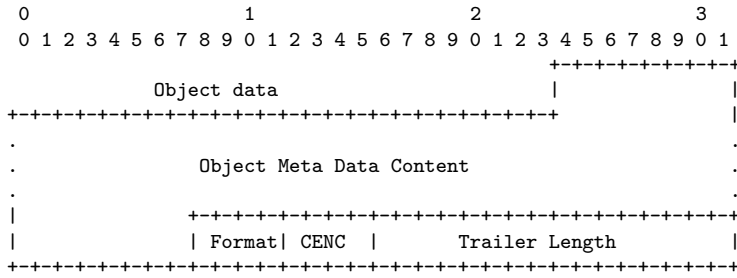 0                   1                   2                   3
0 1 2 3 4 5 6 7 8 9 0 1 2 3 4 5 6 7 8 9 0 1 2 3 4 5 6 7 8 9 0 1
+-+-+-+-+-+-+-+-+
Object data | |
+-+-+-+-+-+-+-+-+-+-+-+-+-+-+-+-+-+-+-+-+-+-+-+-+ |
. .
. Object Meta Data Content .
. .
| +-+-+-+-+-+-+-+-+-+-+-+-+-+-+-+-+-+-+-+-+-+-+-+-+
| | Format| CENC | Trailer Length |
+-+-+-+-+-+-+-+-+-+-+-+-+-+-+-+-+-+-+-+-+-+-+-+-+-+-+-+-+-+-+-+-+